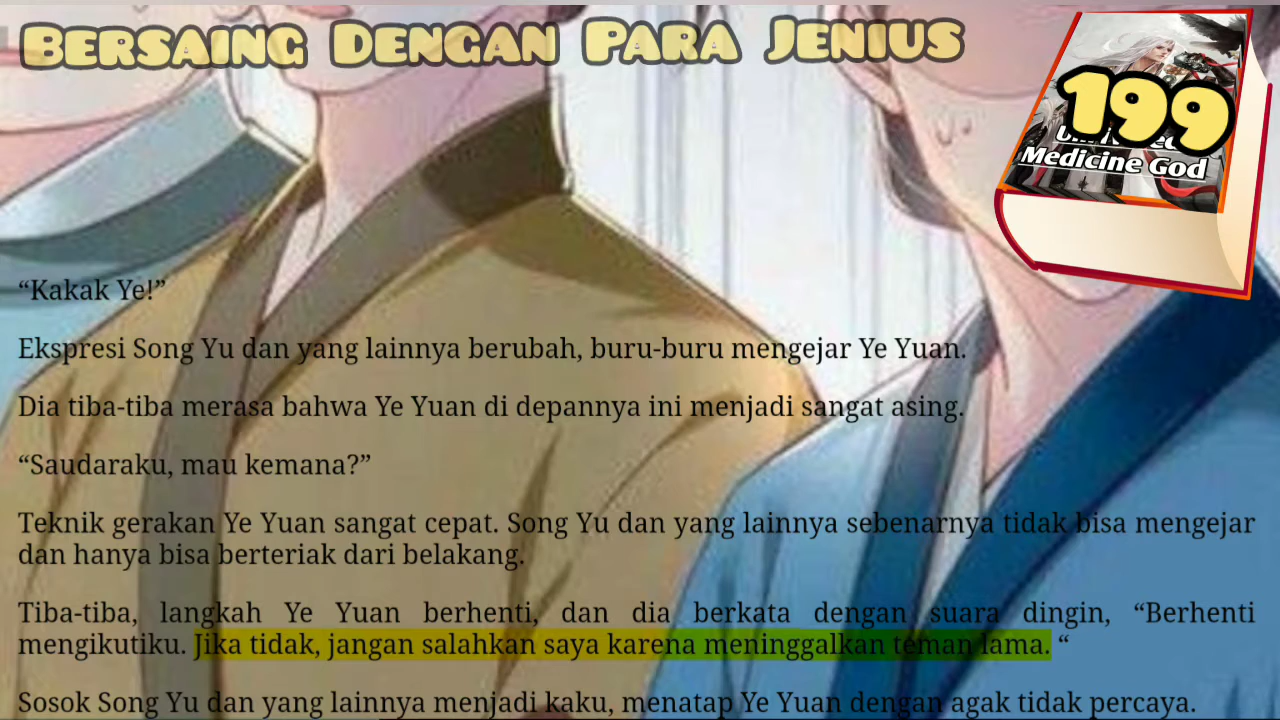 Bersaing Dengan Para Jenius
199
Medicine God
“Kakak Ye!”
Ekspresi Song Yu dan yang lainnya berubah, buru-buru mengejar Ye Yuan.
Dia tiba-tiba merasa bahwa Ye Yuan di depannya ini menjadi sangat asing.
“Saudaraku, mau kemana?”
Teknik gerakan Ye Yuan sangat cepat. Song Yu dan yang lainnya sebenarnya tidak bisa mengejar
dan hanya bisa berteriak dari belakang.
Tiba-tiba, langkah Ye Yuan berhenti, dan dia berkata dengan suara dingin, “Berhenti
mengikutiku. Jika tidak, jangan salahkan saya karena meninggalkan teman lama. “
Sosok Song Yu dan yang lainnya menjadi kaku, menatap Ye Yuan dengan agak tidak percaya.